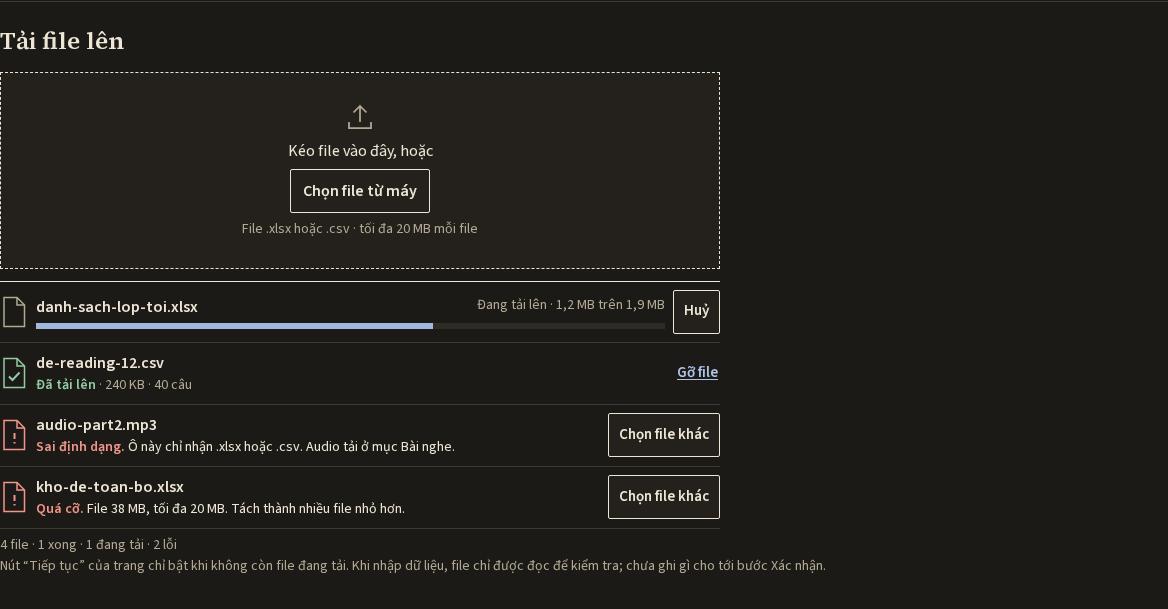 Tải file lên
Kéo file vào đây, hoặc
Chọn file từ máy
File .xlsx hoặc .csv · tối đa 20 MB mỗi file
danh-sach-lop-toi.xlsx
Đang tải lên · 1,2 MB trên 1,9 MB
Huỷ
de-reading-12.csv
Đã tải lên · 240 KB · 40 câu
Gỡ file
audio-part2.mp3
Sai định dạng. Ô này chỉ nhận .xlsx hoặc .csv. Audio tải ở mục Bài nghe.
Chọn file khác
kho-de-toan-bo.xlsx
Quá cỡ. File 38 MB, tối đa 20 MB. Tách thành nhiều file nhỏ hơn.
Chọn file khác
4 file · 1 xong · 1 đang tải · 2 lỗi
Nút “Tiếp tục” của trang chỉ bật khi không còn file đang tải. Khi nhập dữ liệu, file chỉ được đọc để kiểm tra; chưa ghi gì cho tới bước Xác nhận.